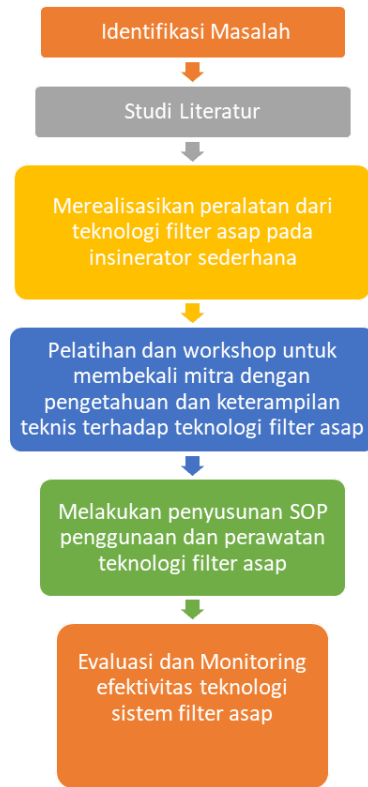 Identifikasi Masalah
Studi Literatur
Merealisasikan peralatan dari
teknologi filter asap pada
insinerator sederhana
Pelatihan dan workshop untuk
membekali mitra dengan
pengetahuan dan keterampilan
teknis terhadap teknologi filter asap
Melakukan penyusunan SOP
penggunaan dan perawatan
teknologi filter asap
Evaluasi dan Monitoring
efektivitas teknologi
sistem filter asap